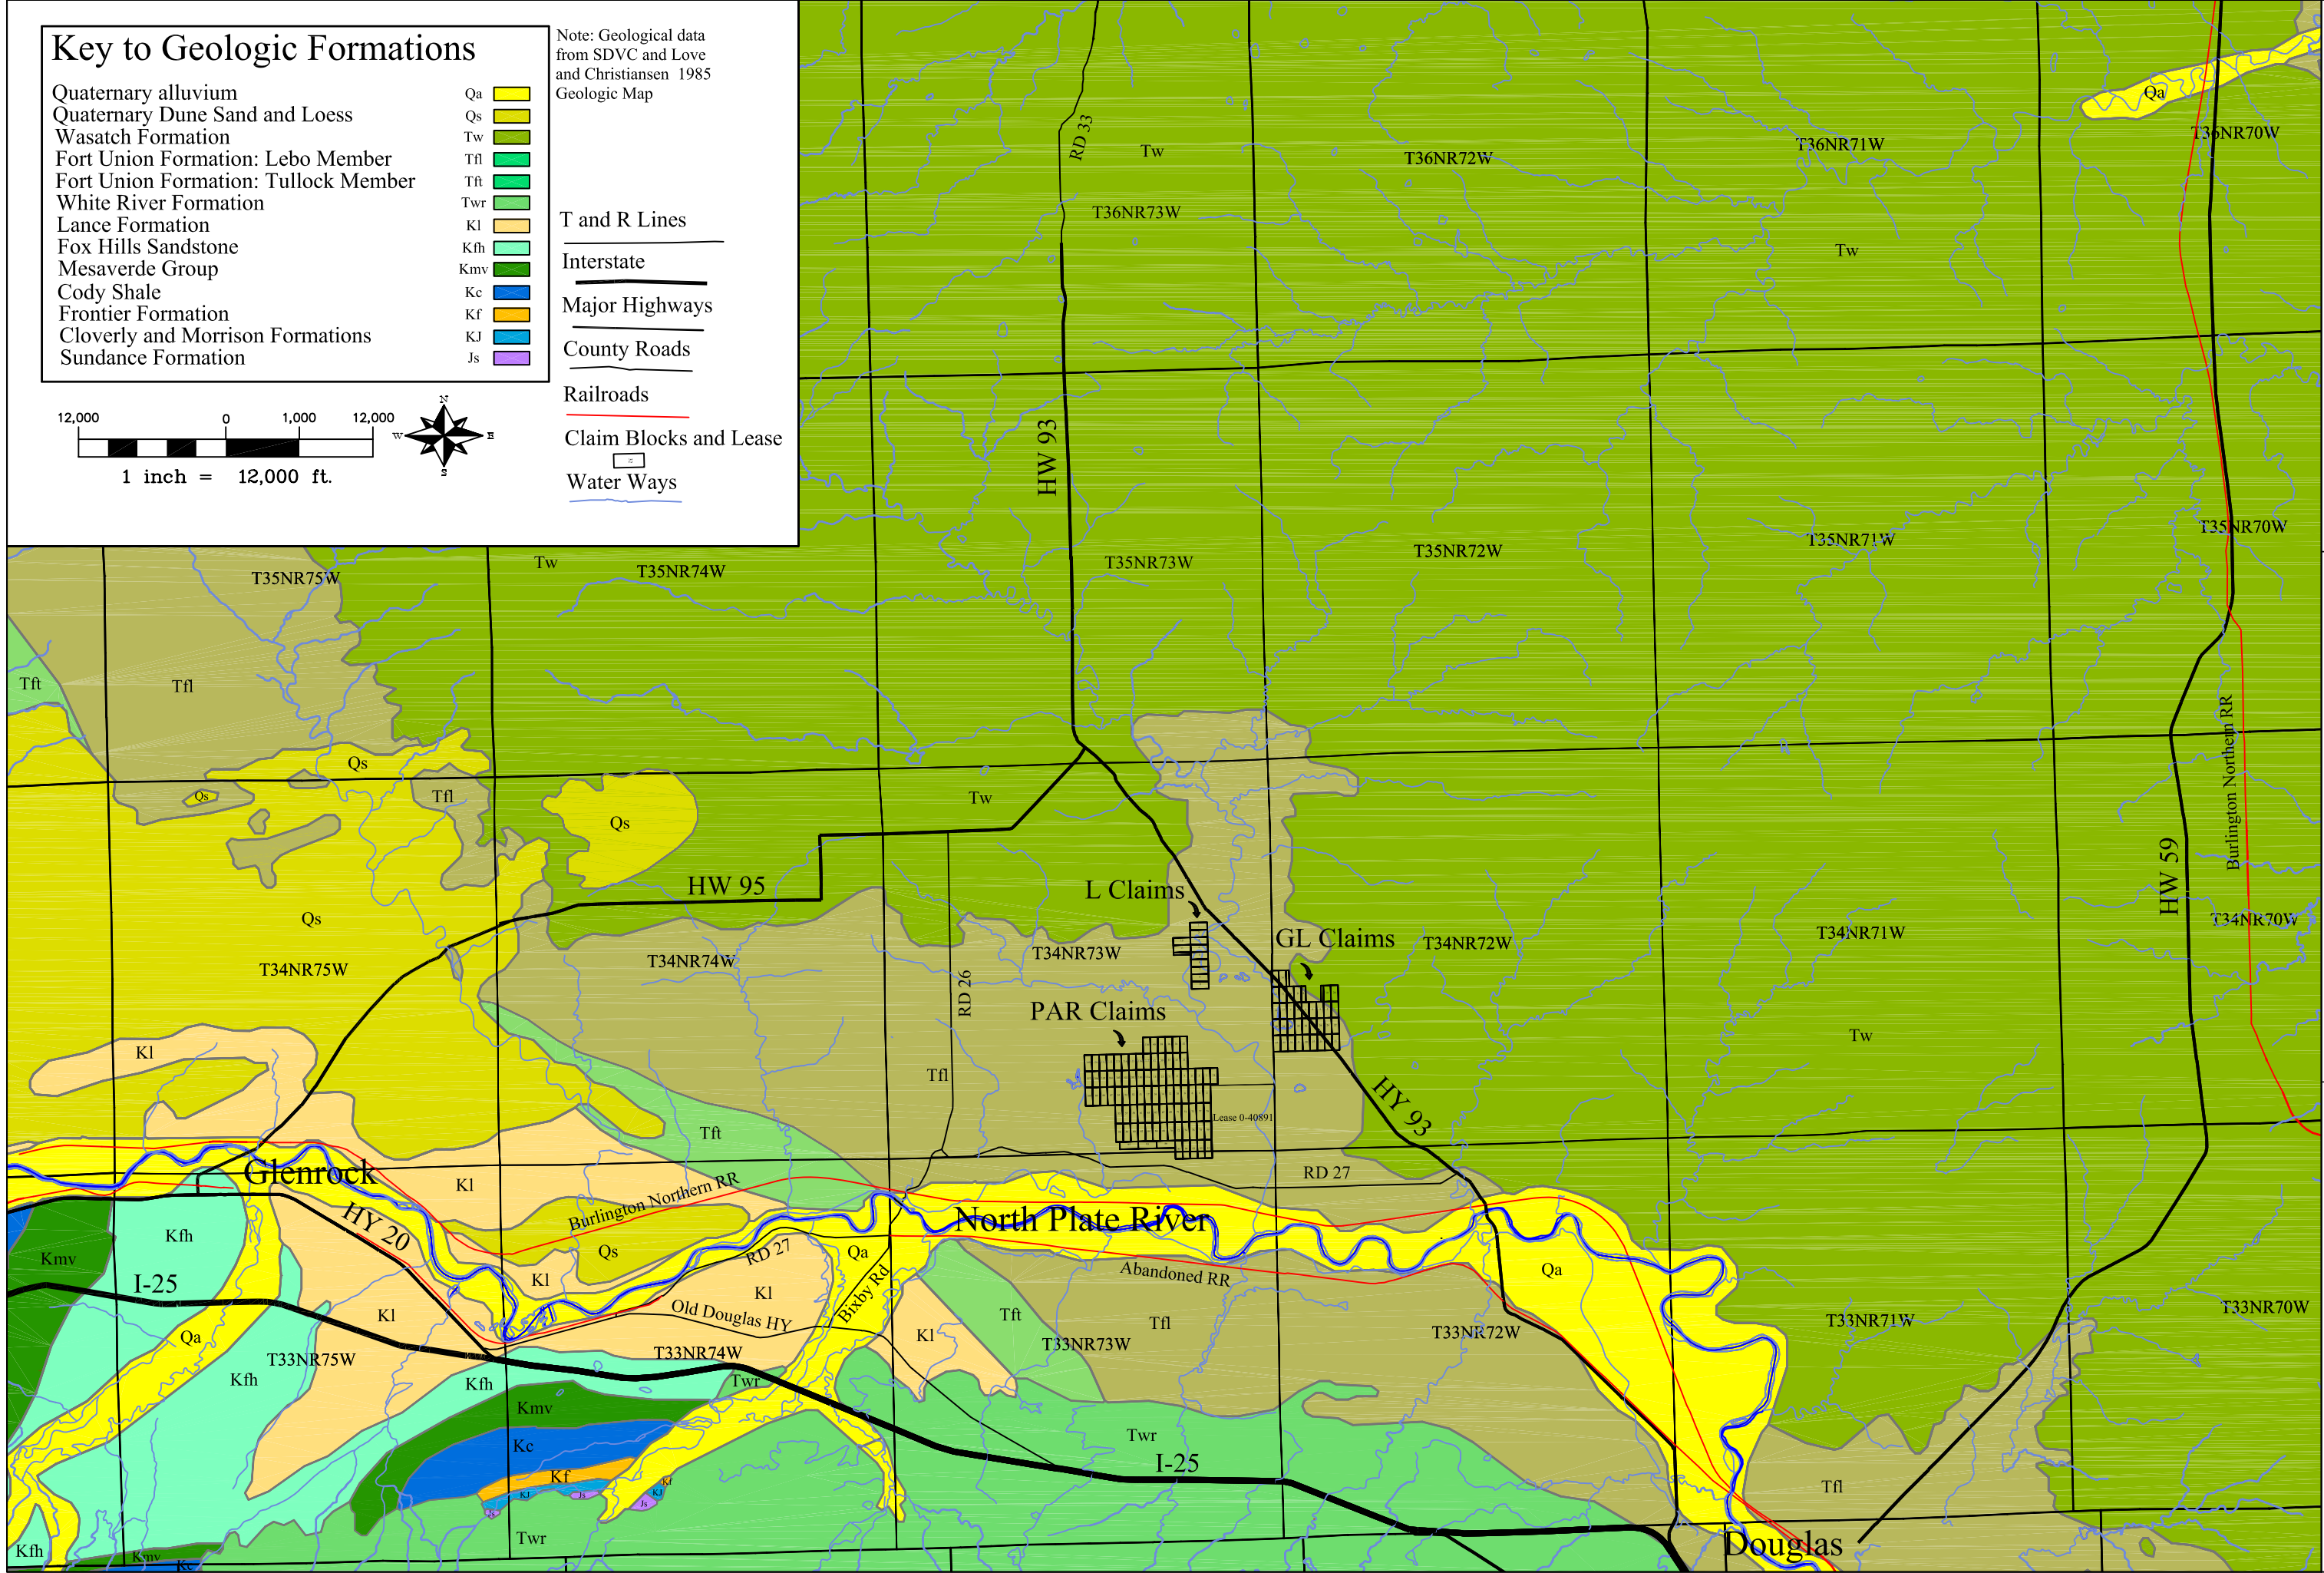 Key to Geologic Formations
Quaternary alluvium Qa
Quaternary Dune Sand and Loess Qs
Wasatch Formation Tw
Fort Union Formation: Lebo Member Tfl
Fort Union Formation: Tullock Member Tft
White River Formation Twr
Lance Formation Kl
Fox Hills Sandstone Kfh
Mesaverde Group Kmv
Cody Shale Kc
Frontier Formation Kf
Cloverly and Morrison Formations KJ
Sundance Formation Js
Note: Geological data
from SDVC and Love
and Christiansen 1985
Geologic Map
T and R Lines
Interstate
Major Highways
County Roads
Railroads
Claim Blocks and Lease
Water Ways
12,000 0 1,000 12,000
1 inch = 12,000 ft.
N
W E
S
Qa
RD 33
T36NR70W
T36NR71W
Tw
T36NR72W
T36NR73W
Tw
HW 93
T35NR70W
T35NR71W
T35NR72W
T35NR73W
Tw
T35NR74W
T35NR75W
Tft
Tfl
Burlington Northern RR
Qs
Qs
Tfl
Tw
Qs
HW 59
HW 95
L Claims
Qs
GL Claims
T34NR70W
T34NR71W
T34NR72W
T34NR73W
T34NR74W
T34NR75W
RD 26
PAR Claims
Tw
Kl
Tfl
HY 93
Lease 0-40891
Tft
Glenrock
RD 27
Kl
Burlington Northern RR
North Plate River
HY 20
Kfh
Kmv
Qs
RD 27
Qa
Qa
I-25
Kl
Kl
Abandoned RR
Bixby Rd
Old Douglas HY
Kl
Tft
Tfl
T33NR70W
T33NR71W
T33NR72W
Qa
Kl
T33NR73W
T33NR74W
T33NR75W
Kfh
Kfh
Twr
Kmv
Twr
Kc
I-25
Kf
Kf
KJ
Js
KJ
Js
Js
Tfl
Twr
Douglas
Kfh
Kmv
Kc